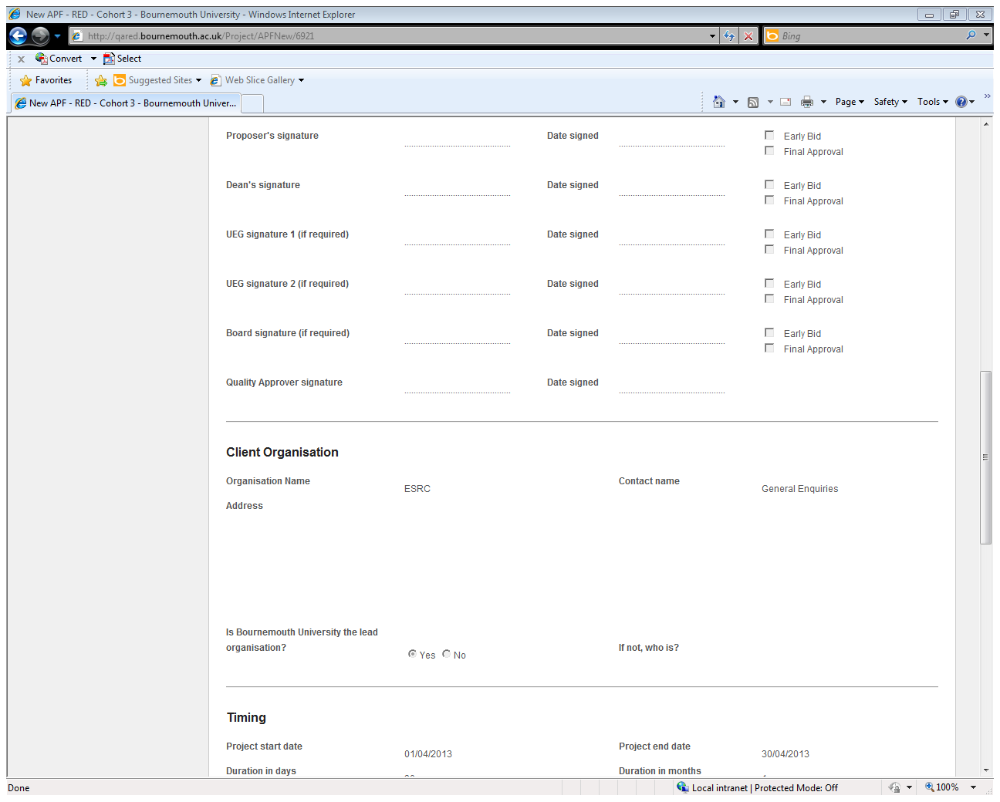 New APF - RED - Cohort 3 - Bournemouth University - Windows Internet Explorer
http://qared.bournemouth.ac.uk/Project/APFNew/6921
Bing
x Convert Select
Favorites Suggested Sites Web Slice Gallery
New APF - RED - Cohort 3 - Bournemouth Univer...
Page Safety Tools
Proposer's signature Date signed Early Bid
Final Approval
Dean's signature Date signed Early Bid
Final Approval
UEG signature 1 (if required) Date signed Early Bid
Final Approval
UEG signature 2 (if required) Date signed Early Bid
Final Approval
Board signature (if required) Date signed Early Bid
Final Approval
Quality Approver signature Date signed
Client Organisation
Organisation Name ESRC Contact name General Enquiries
Address
Is Bournemouth University the lead
organisation? Yes No If not, who is?
Timing
Project start date 01/04/2013 Project end date 30/04/2013
Duration in days Duration in months
Done Local intranet | Protected Mode: Off 100%